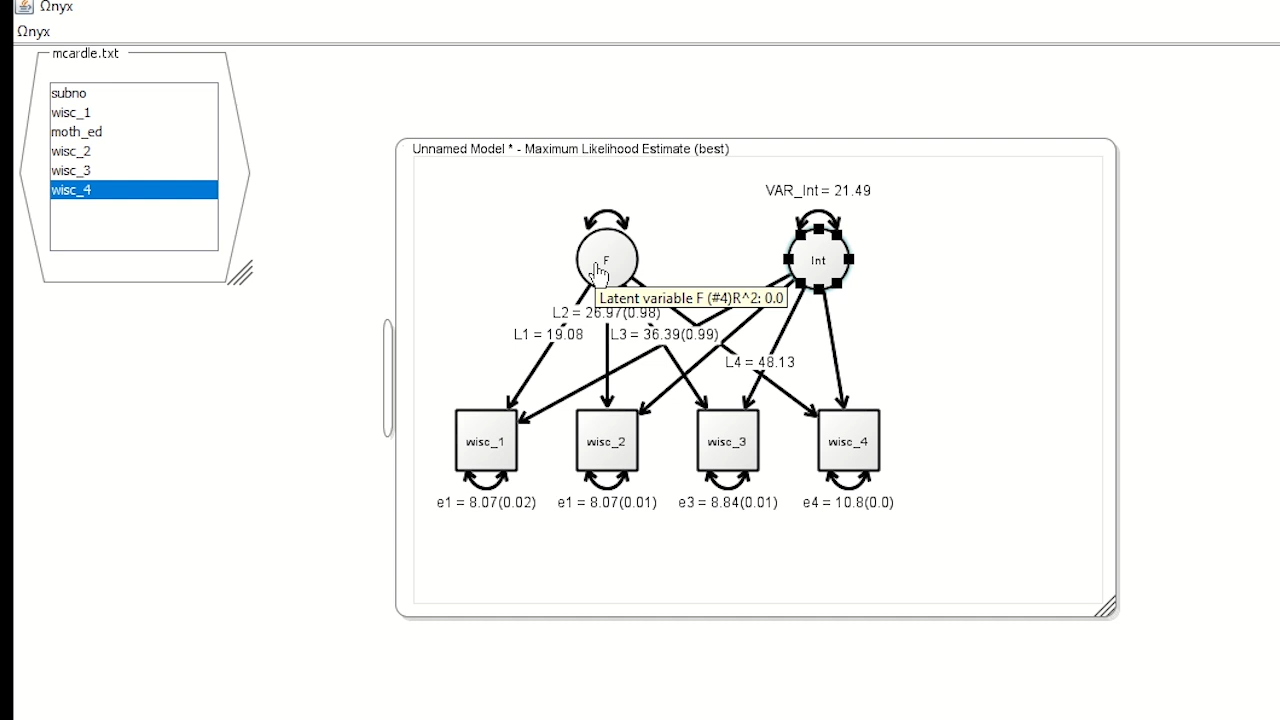 Ωnyx
Ωnyx
mcardle.txt
subno
wisc_1
moth_ed
wisc_2
wisc_3
wisc_4
Unnamed Model * - Maximum Likelihood Estimate (best)
VAR_Int = 21.49
F
Int
Latent variable F (#4)R^2: 0.0
L2 = 26.97(0.98)
L1 = 19.08
L3 = 36.39(0.99)
L4 = 48.13
wisc_1
wisc_2
wisc_3
wisc_4
e1 = 8.07(0.02)
e1 = 8.07(0.01)
e3 = 8.84(0.01)
e4 = 10.8(0.0)